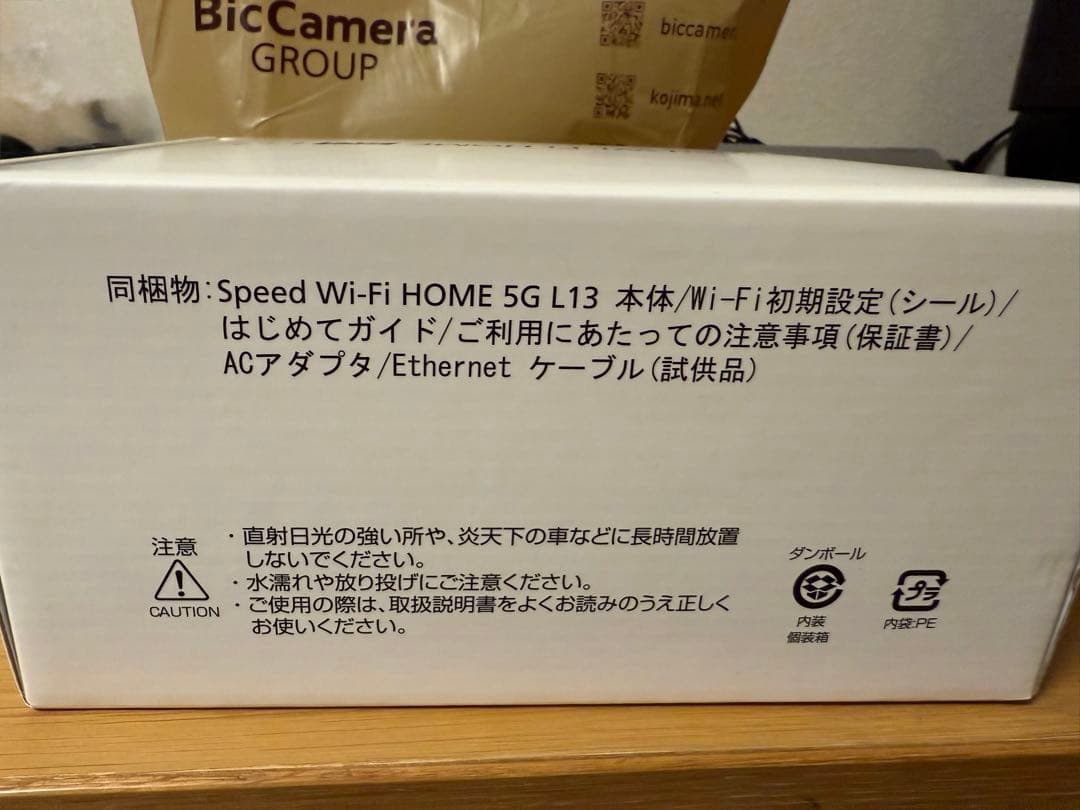 BicCamera
GROUP
biccamer
kojima.net
同梱物:Speed Wi-Fi HOME 5G L13 本体/Wi-Fi初期設定(シール)/
はじめてガイド/ご利用にあたっての注意事項(保証書)/
ACアダプタ/Ethernet ケーブル(試供品)
注意
CAUTION
・直射日光の強い所や、炎天下の車などに長時間放置
しないでください。
・水濡れや放り投げにご注意ください。
・ご使用の際は、取扱説明書をよくお読みのうえ正しく
お使いください。
ダンボール
内装
個装箱
プラ
内袋:PE